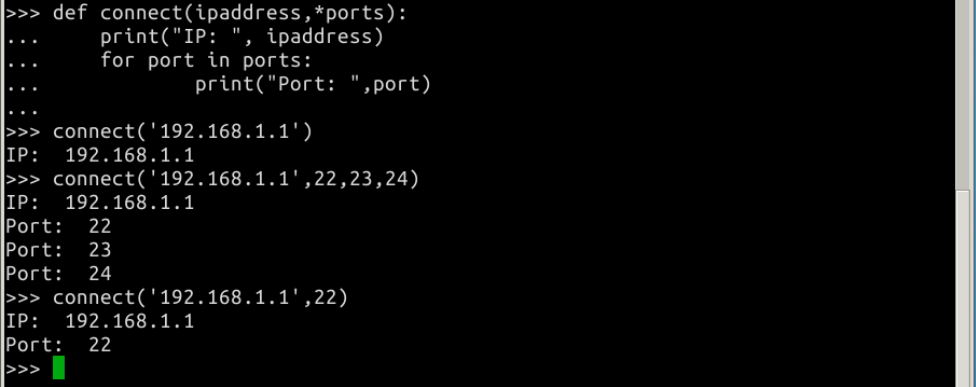 >>> def connect(ipaddress,*ports):
...     print("IP: ", ipaddress)
...     for port in ports:
...             print("Port: ",port)
...
>>> connect('192.168.1.1')
IP:  192.168.1.1
>>> connect('192.168.1.1',22,23,24)
IP:  192.168.1.1
Port:  22
Port:  23
Port:  24
>>> connect('192.168.1.1',22)
IP:  192.168.1.1
Port:  22
>>>